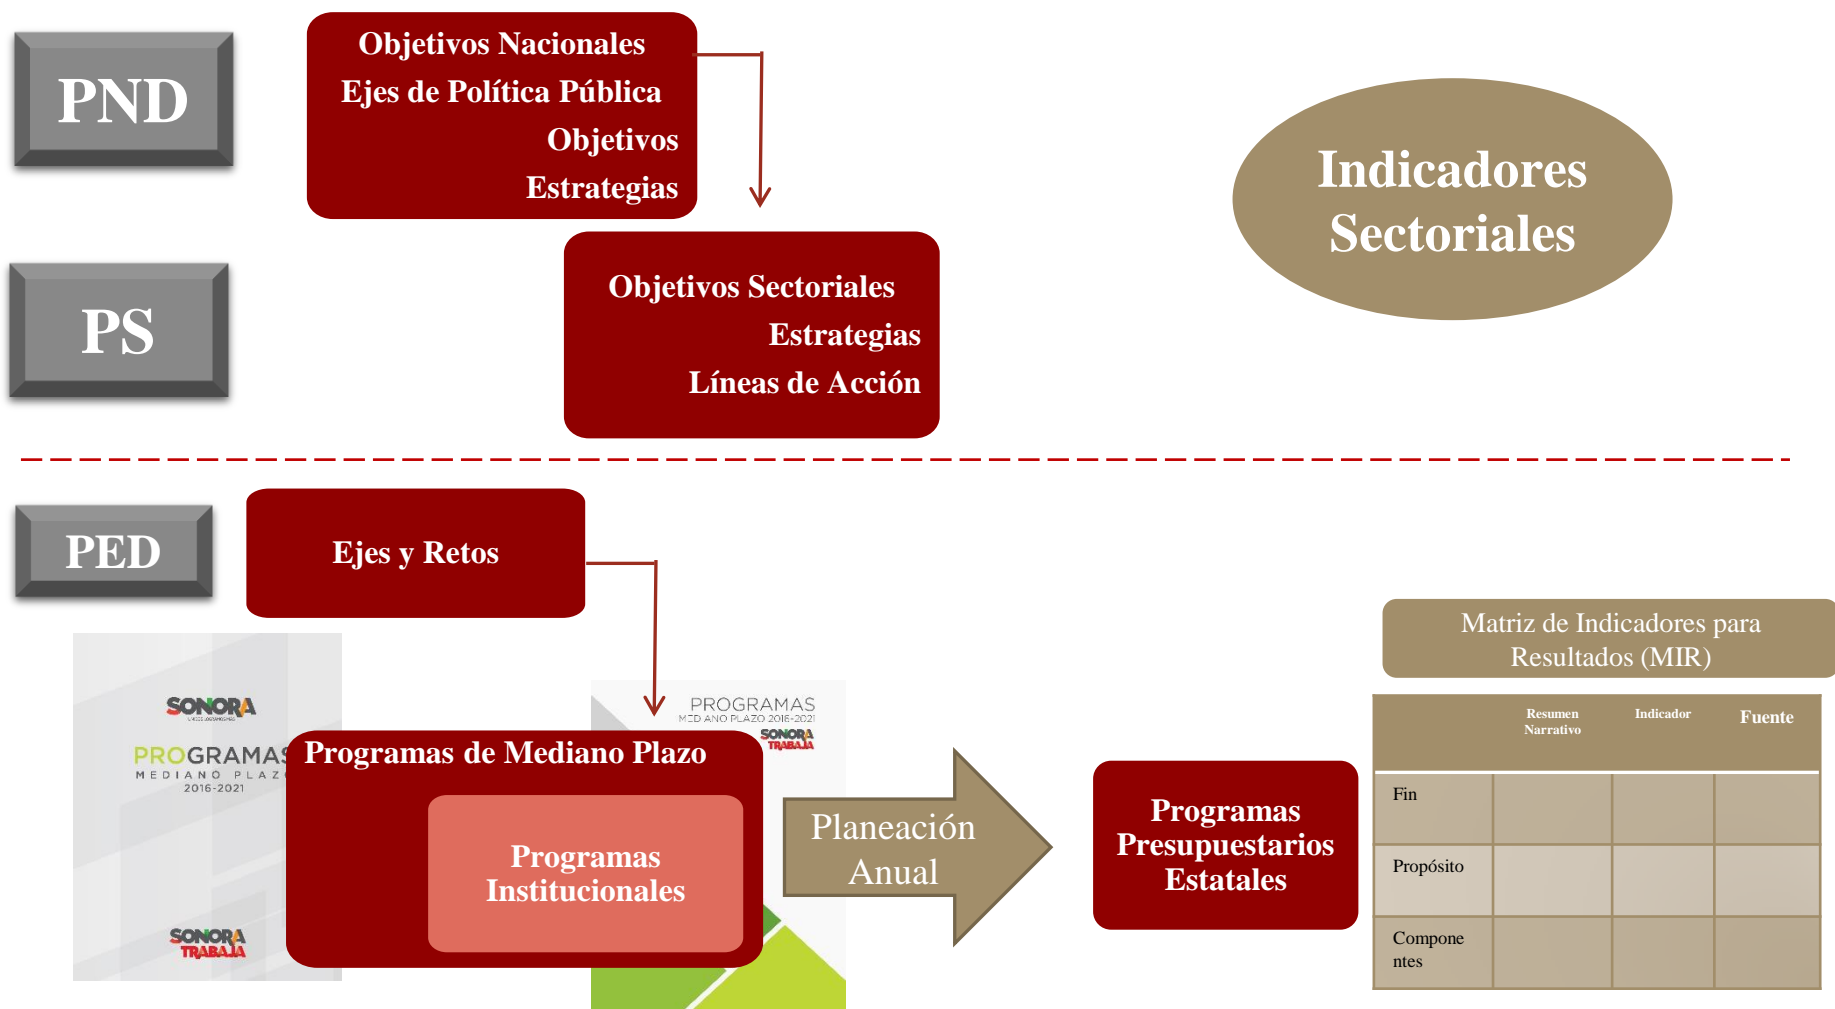 PND
Objetivos Nacionales
Ejes de Política Pública
Objetivos
Estrategias
Indicadores
Sectoriales
PS
Objetivos Sectoriales
Estrategias
Líneas de Acción
PED
Ejes y Retos
SONORA
PROGRAMAS
MEDIANO PLAZO
2016-2021
SONORA
TRABAJA
PROGRAMAS
MEDIANO PLAZO 2016-2021
SONORA
TRABAJA
Programas de Mediano Plazo
Programas
Institucionales
Planeación
Anual
Programas
Presupuestarios
Estatales
Matriz de Indicadores para
Resultados (MIR)
Resumen
Narrativo
Indicador
Fuente
Fin
Propósito
Compone
ntes